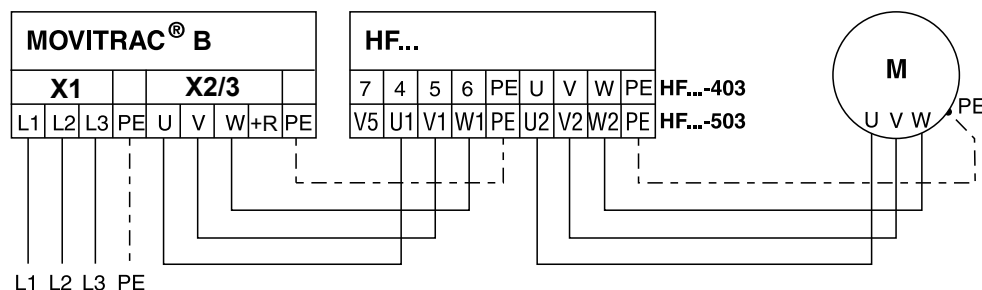 MOVITRAC® B
HF...
M
X1 X2/3
7 4 5 6 PE U V W PE HF...-403
L1 L2 L3 PE U V W +R PE
V5 U1 V1 W1 PE U2 V2 W2 PE HF...-503
U V W
PE
L1 L2 L3 PE